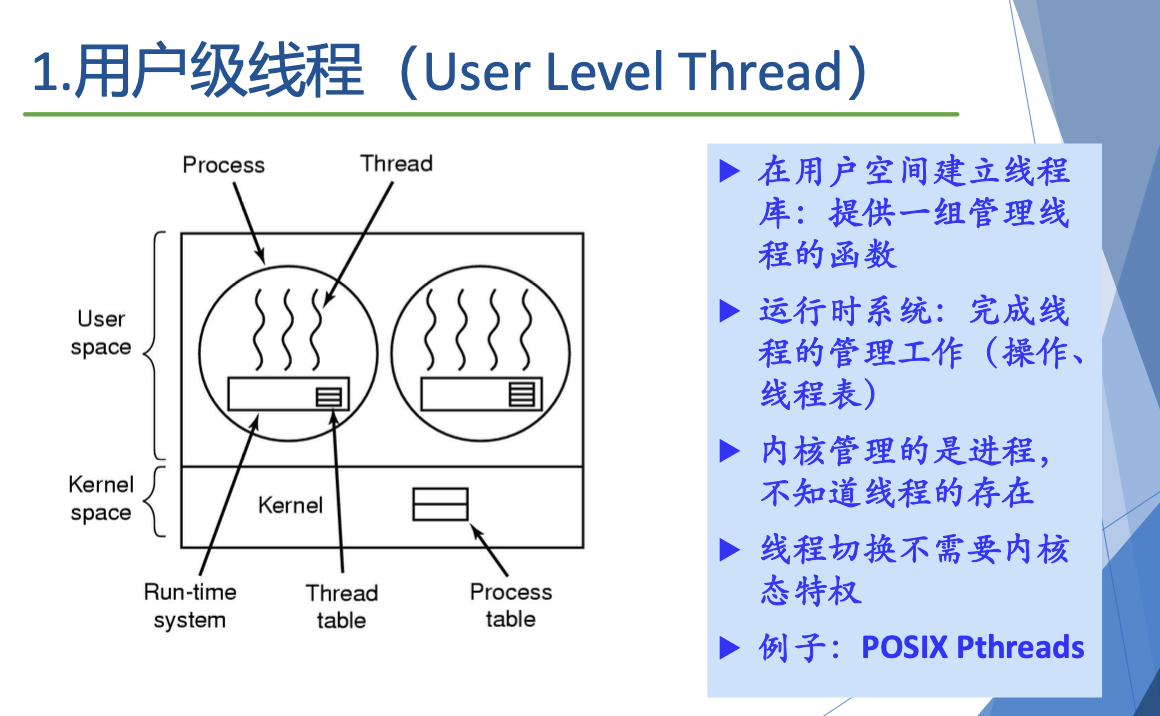 1.用户级线程（User Level Thread）
Process
Thread
User
space
Kernel
space
Kernel
Run-time
system
Thread
table
Process
table
在用户空间建立线程
库：提供一组管理线
程的函数
运行时系统：完成线
程的管理工作（操作、
线程表）
内核管理的是进程，
不知道线程的存在
线程切换不需要内核
态特权
例子：POSIX Pthreads